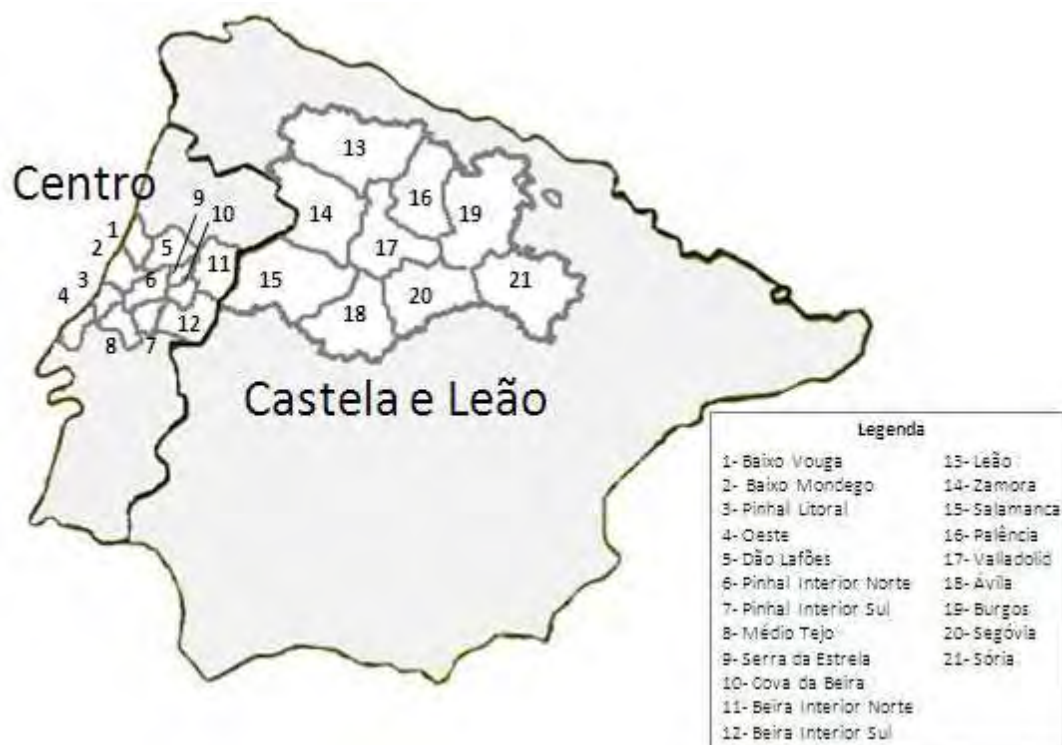 13
Centro
9
16
10
14
19
1
5
2
17
11
3
6
15
21
4
20
18
12
8
7
Castela e Leão
Legenda
1- Baixo Vouga
2- Baixo Mondego
3- Pinhal Litoral
4- Oeste
5- Dão Lafões
6- Pinhal Interior Norte
7- Pinhal Interior Sul
8- Médio Tejo
9- Serra da Estrela
10- Cova da Beira
11- Beira Interior Norte
12- Beira Interior Sul
13- Leão
14- Zamora
15- Salamanca
16- Palência
17- Valladolid
18- Ávila
19- Burgos
20- Segóvia
21- Sória